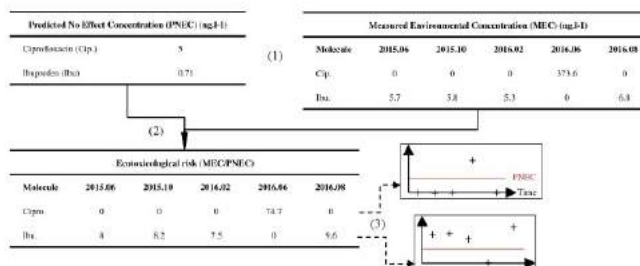 Predicted No Effect Concentration (PNEC) (ng.l-1)
Ciprofloxacin (Cip.) 5
Ibuprofen (Ibu) 0.71
(1)
Measured Environmental Concentration (MEC) (ng.l-1)
Molecule 2015.06 2015.10 2016.02 2016.06 2016.08
Cip. 0 0 0 373.6 0
Ibu. 5.7 5.8 5.3 0 6.8
(2)
Ecotoxicological risk (MEC/PNEC)
Molecule 2015.06 2015.10 2016.02 2016.06 2016.08
Cipro 0 0 0 74.7 0
Ibu. 8 8.2 7.5 0 9.6
(3)
PNEC
Time